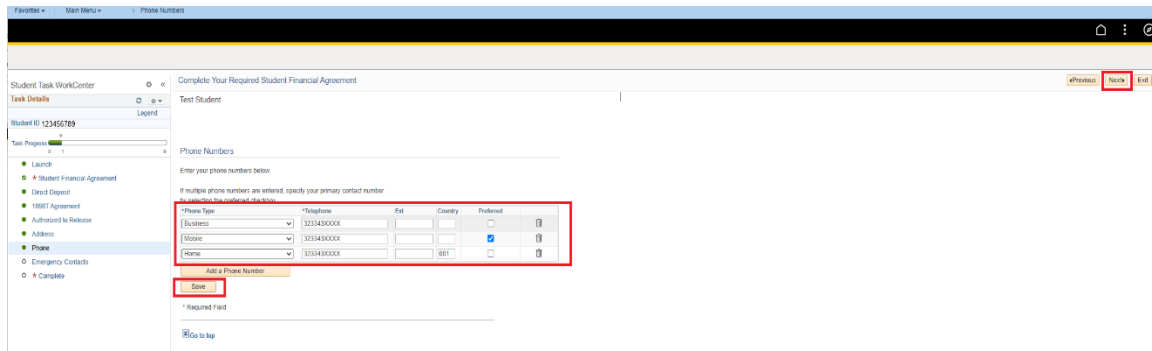 Favorites Main Menu > Phone Numbers
Student Task WorkCenter
Task Details
Legend
Student ID 123456789
Task Progress
0 1 9
Launch
* Student Financial Agreement
Direct Deposit
1098T Agreement
Authorized to Release
Address
Phone
Emergency Contacts
* Complete
Complete Your Required Student Financial Agreement
Previous Next Exit
Test Student
Phone Numbers
Enter your phone numbers below.
If multiple phone numbers are entered, specify your primary contact number
by selecting the preferred checkbox.
*Phone Type *Telephone Ext Country Preferred
Business 323343XXXX
Mobile 323343XXXX
Home 323343XXXX 001
Add a Phone Number
Save
* Required Field
Go to top